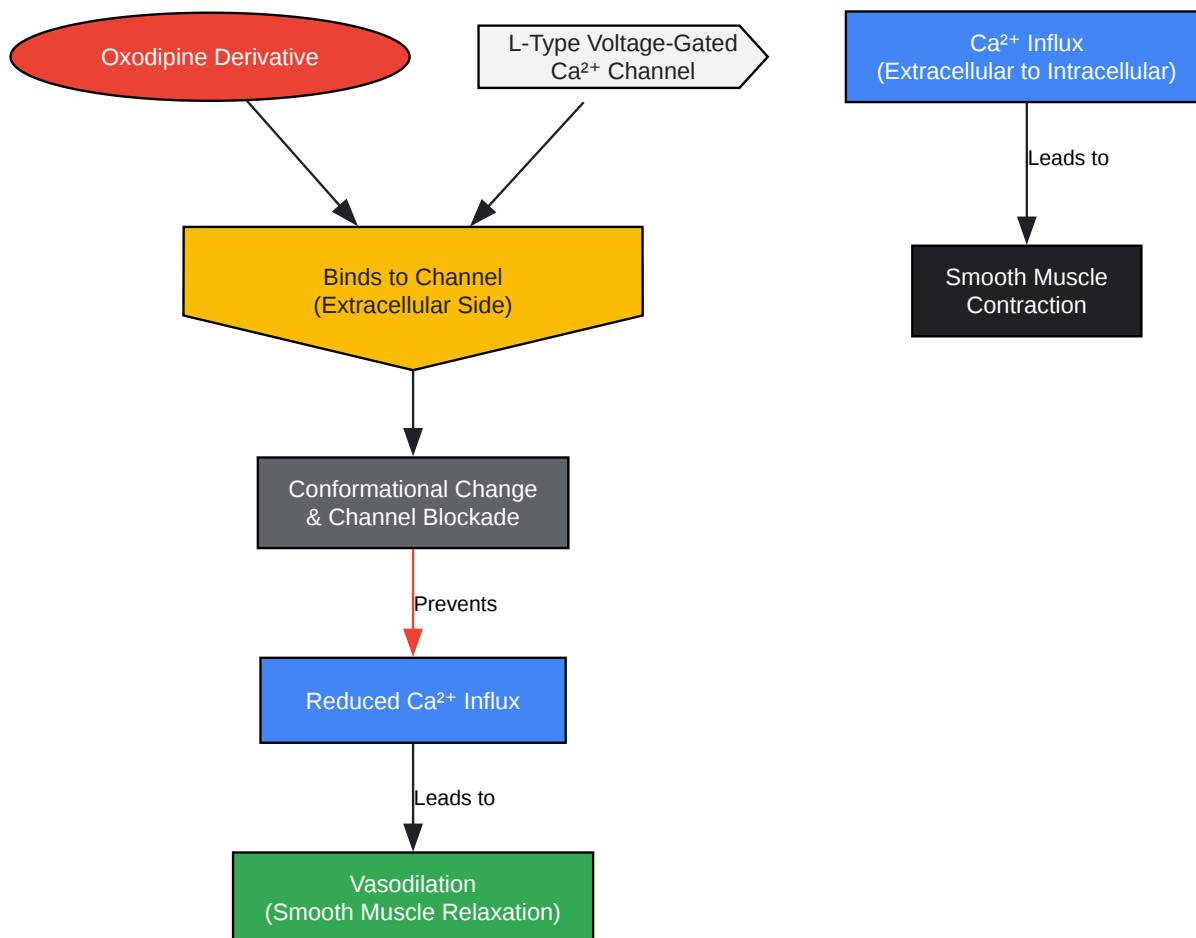 Oxodipine Derivative
L-Type Voltage-Gated
Ca²⁺ Channel
Ca²⁺ Influx
(Extracellular to Intracellular)
Leads to
Binds to Channel
(Extracellular Side)
Smooth Muscle
Contraction
Conformational Change
& Channel Blockade
Prevents
Reduced Ca²⁺ Influx
Leads to
Vasodilation
(Smooth Muscle Relaxation)